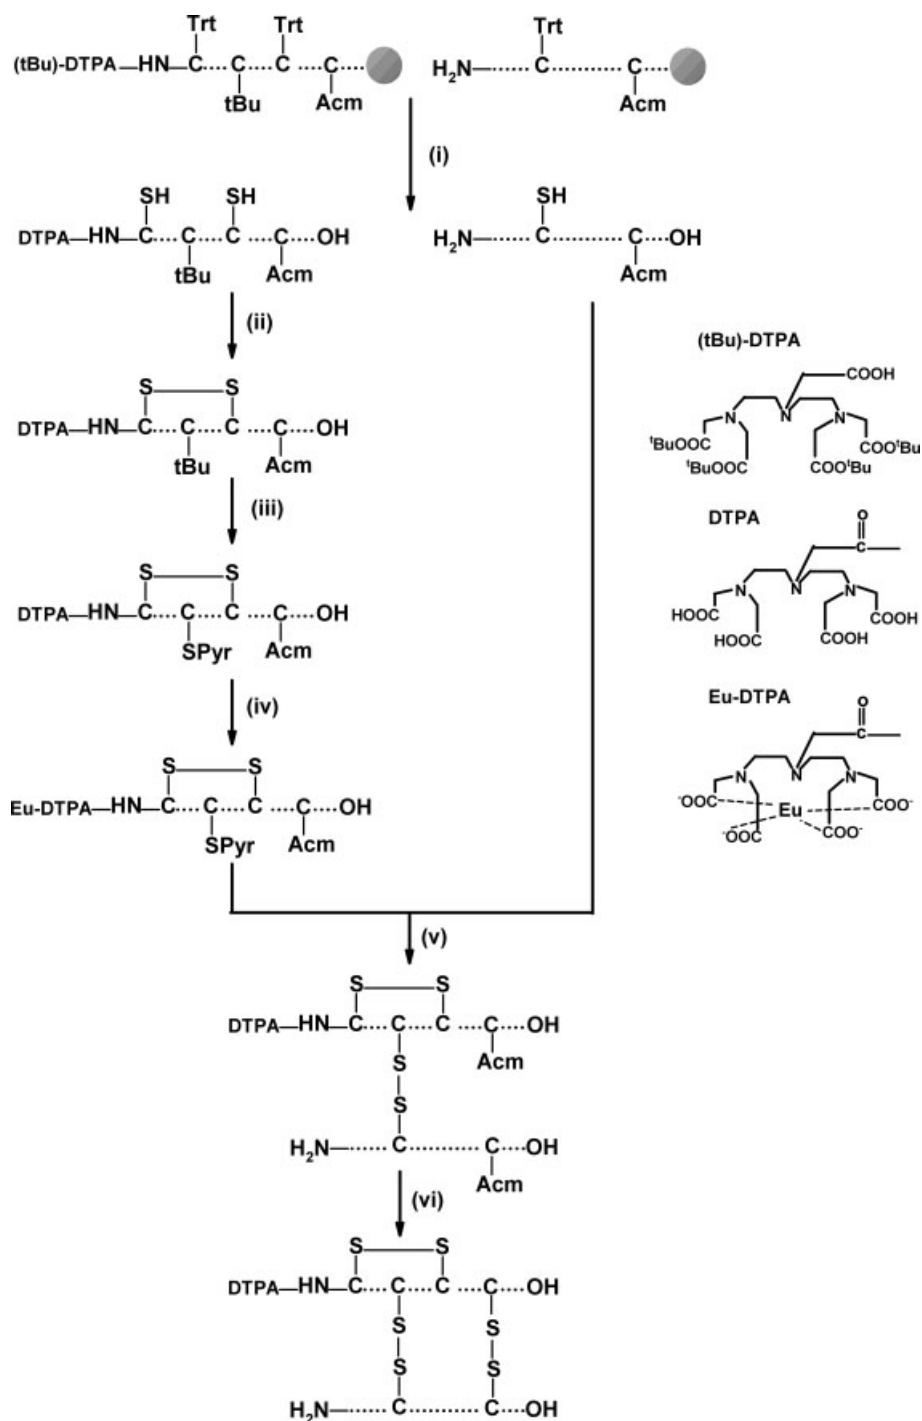 Trt Trt Trt
(tBu)-DTPA—HN—C····C····C·····C····
H₂N—·······C············C····
tBu Acm Acm
(i)
SH SH SH
DTPA—HN—C·····C·····C ·····C····OH
H₂N—·······C············C····OH
tBu Acm Acm
(ii)
(tBu)-DTPA
COOH
N N N
ᵗBuOOC COOᵗBu
ᵗBuOOC COOᵗBu
S S
DTPA—HN—C····C·····C ·····C····OH
tBu Acm
(iii)
DTPA
O
C
N N N
HOOC COOH
HOOC COOH
S S
DTPA—HN—C····C·····C ·····C····OH
SPyr Acm
(iv)
Eu-DTPA
O
C
N N N
⁻OOC Eu COO⁻
⁻OOC COO⁻
S S
Eu-DTPA—HN—C·····C·····C ·····C····OH
SPyr Acm
(v)
S S
DTPA—HN—C····C····C ·····C····OH
S Acm
S
H₂N—·······C············C····OH
Acm
(vi)
S S
DTPA—HN—C····C····C ·····C····OH
S S
S S
H₂N—·······C············C····OH